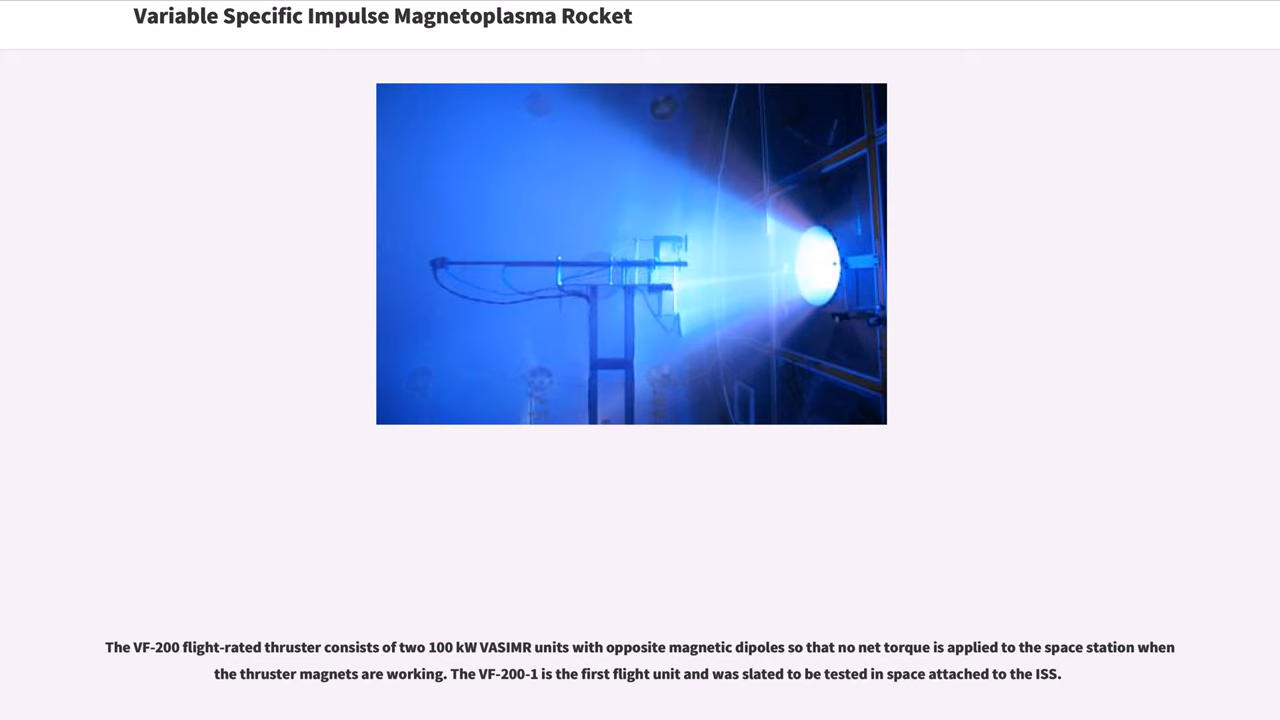 Variable Specific Impulse Magnetoplasma Rocket
The VF-200 flight-rated thruster consists of two 100 kW VASIMR units with opposite magnetic dipoles so that no net torque is applied to the space station when
the thruster magnets are working. The VF-200-1 is the first flight unit and was slated to be tested in space attached to the ISS.